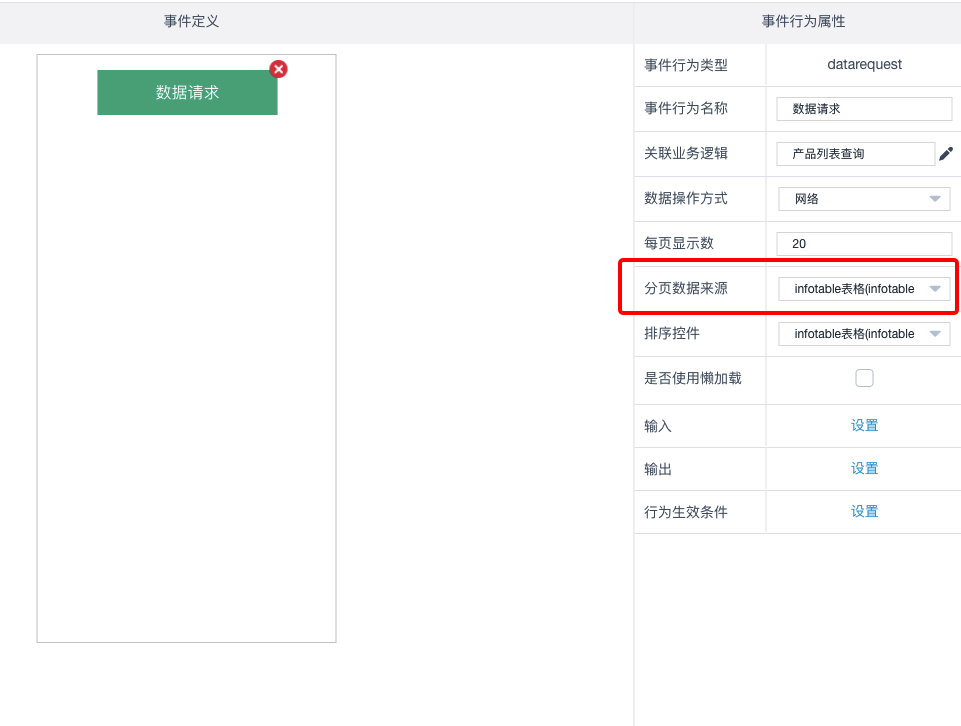 事件定义
事件行为属性
数据请求
事件行为类型
datarequest
事件行为名称
数据请求
关联业务逻辑
产品列表查询
数据操作方式
网络
每页显示数
20
分页数据来源
infotable表格(infotable
排序控件
infotable表格(infotable
是否使用懒加载
输入
设置
输出
设置
行为生效条件
设置